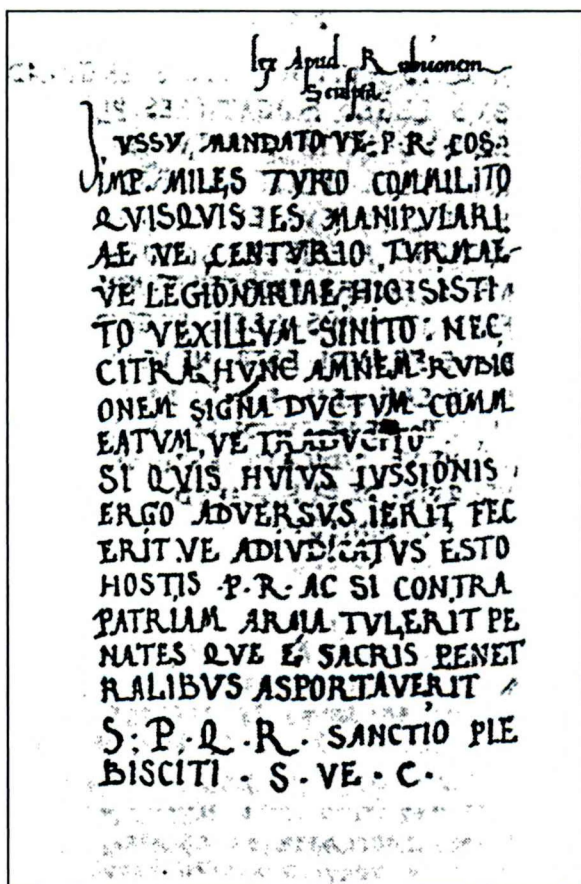 lex Apud Rubiconem
Sculpta
IVSSV, MANDATO VE. P. R. COS.
IMP. MILES TYRO COMMILITO
QVISQVIS ES MANIPVLARI
AE VE CENTVRIO TVRMAE-
VE LEGIONARIAE HIC SISTI
TO VEXILLVM SINITO. NEC
CITRA HVNC AMNEM RVBIC
ONEM SIGNA DVCTVM COMM
EATVM, VE TRADVCITO
SI QVIS HVIVS IVSSIONIS
ERGO ADVERSVS IERIT FEC
ERIT. VE ADIVDICATVS ESTO
HOSTIS . P. R. AC SI CONTRA
PATRIAM ARMA TVLERIT PE
NATES QVE E SACRIS PENET
RALIBVS ASPORTAVERIT
S. P. Q. R. SANCTIO PLE
BISCITI . S. VE . C.